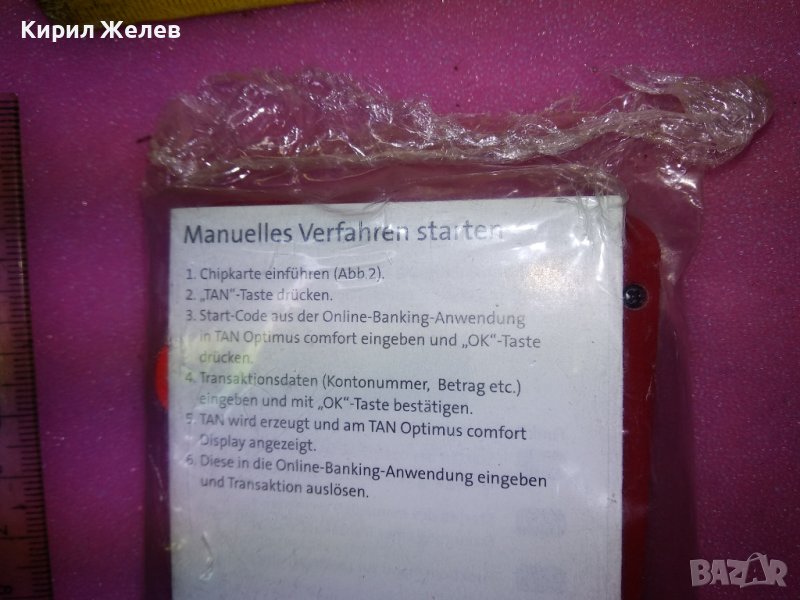 Кирил Желев
Manuelles Verfahren starten
1. Chipkarte einführen (Abb.2).
2. „TAN“-Taste drücken.
3. Start-Code aus der Online-Banking-Anwendung
in TAN Optimus comfort eingeben und „OK“-Taste
drücken.
4. Transaktionsdaten (Kontonummer, Betrag etc.)
eingeben und mit „OK“-Taste bestätigen.
5. TAN wird erzeugt und am TAN Optimus comfort
Display angezeigt.
6. Diese in die Online-Banking-Anwendung eingeben
und Transaktion auslösen.
BAZAR